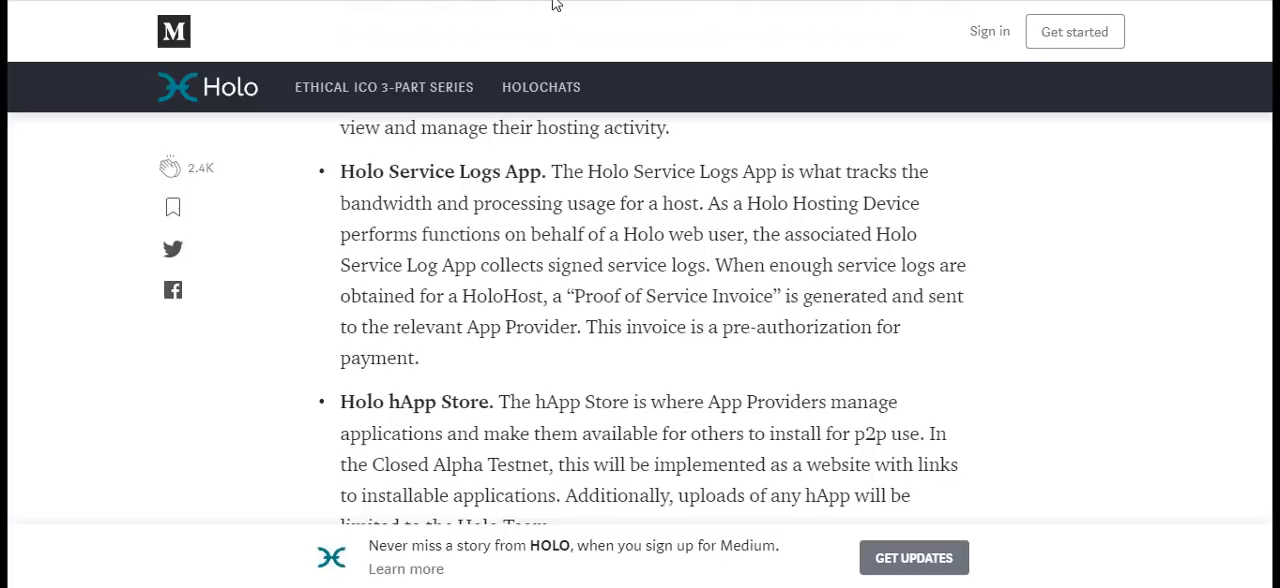 M
Sign in
Get started
Holo
ETHICAL ICO 3-PART SERIES
HOLOCHATS
view and manage their hosting activity.
2.4K
• Holo Service Logs App. The Holo Service Logs App is what tracks the
bandwidth and processing usage for a host. As a Holo Hosting Device
performs functions on behalf of a Holo web user, the associated Holo
Service Log App collects signed service logs. When enough service logs are
obtained for a HoloHost, a “Proof of Service Invoice” is generated and sent
to the relevant App Provider. This invoice is a pre-authorization for
payment.
• Holo hApp Store. The hApp Store is where App Providers manage
applications and make them available for others to install for p2p use. In
the Closed Alpha Testnet, this will be implemented as a website with links
to installable applications. Additionally, uploads of any hApp will be
limited to the Holo Team.
Never miss a story from HOLO, when you sign up for Medium.
Learn more
GET UPDATES